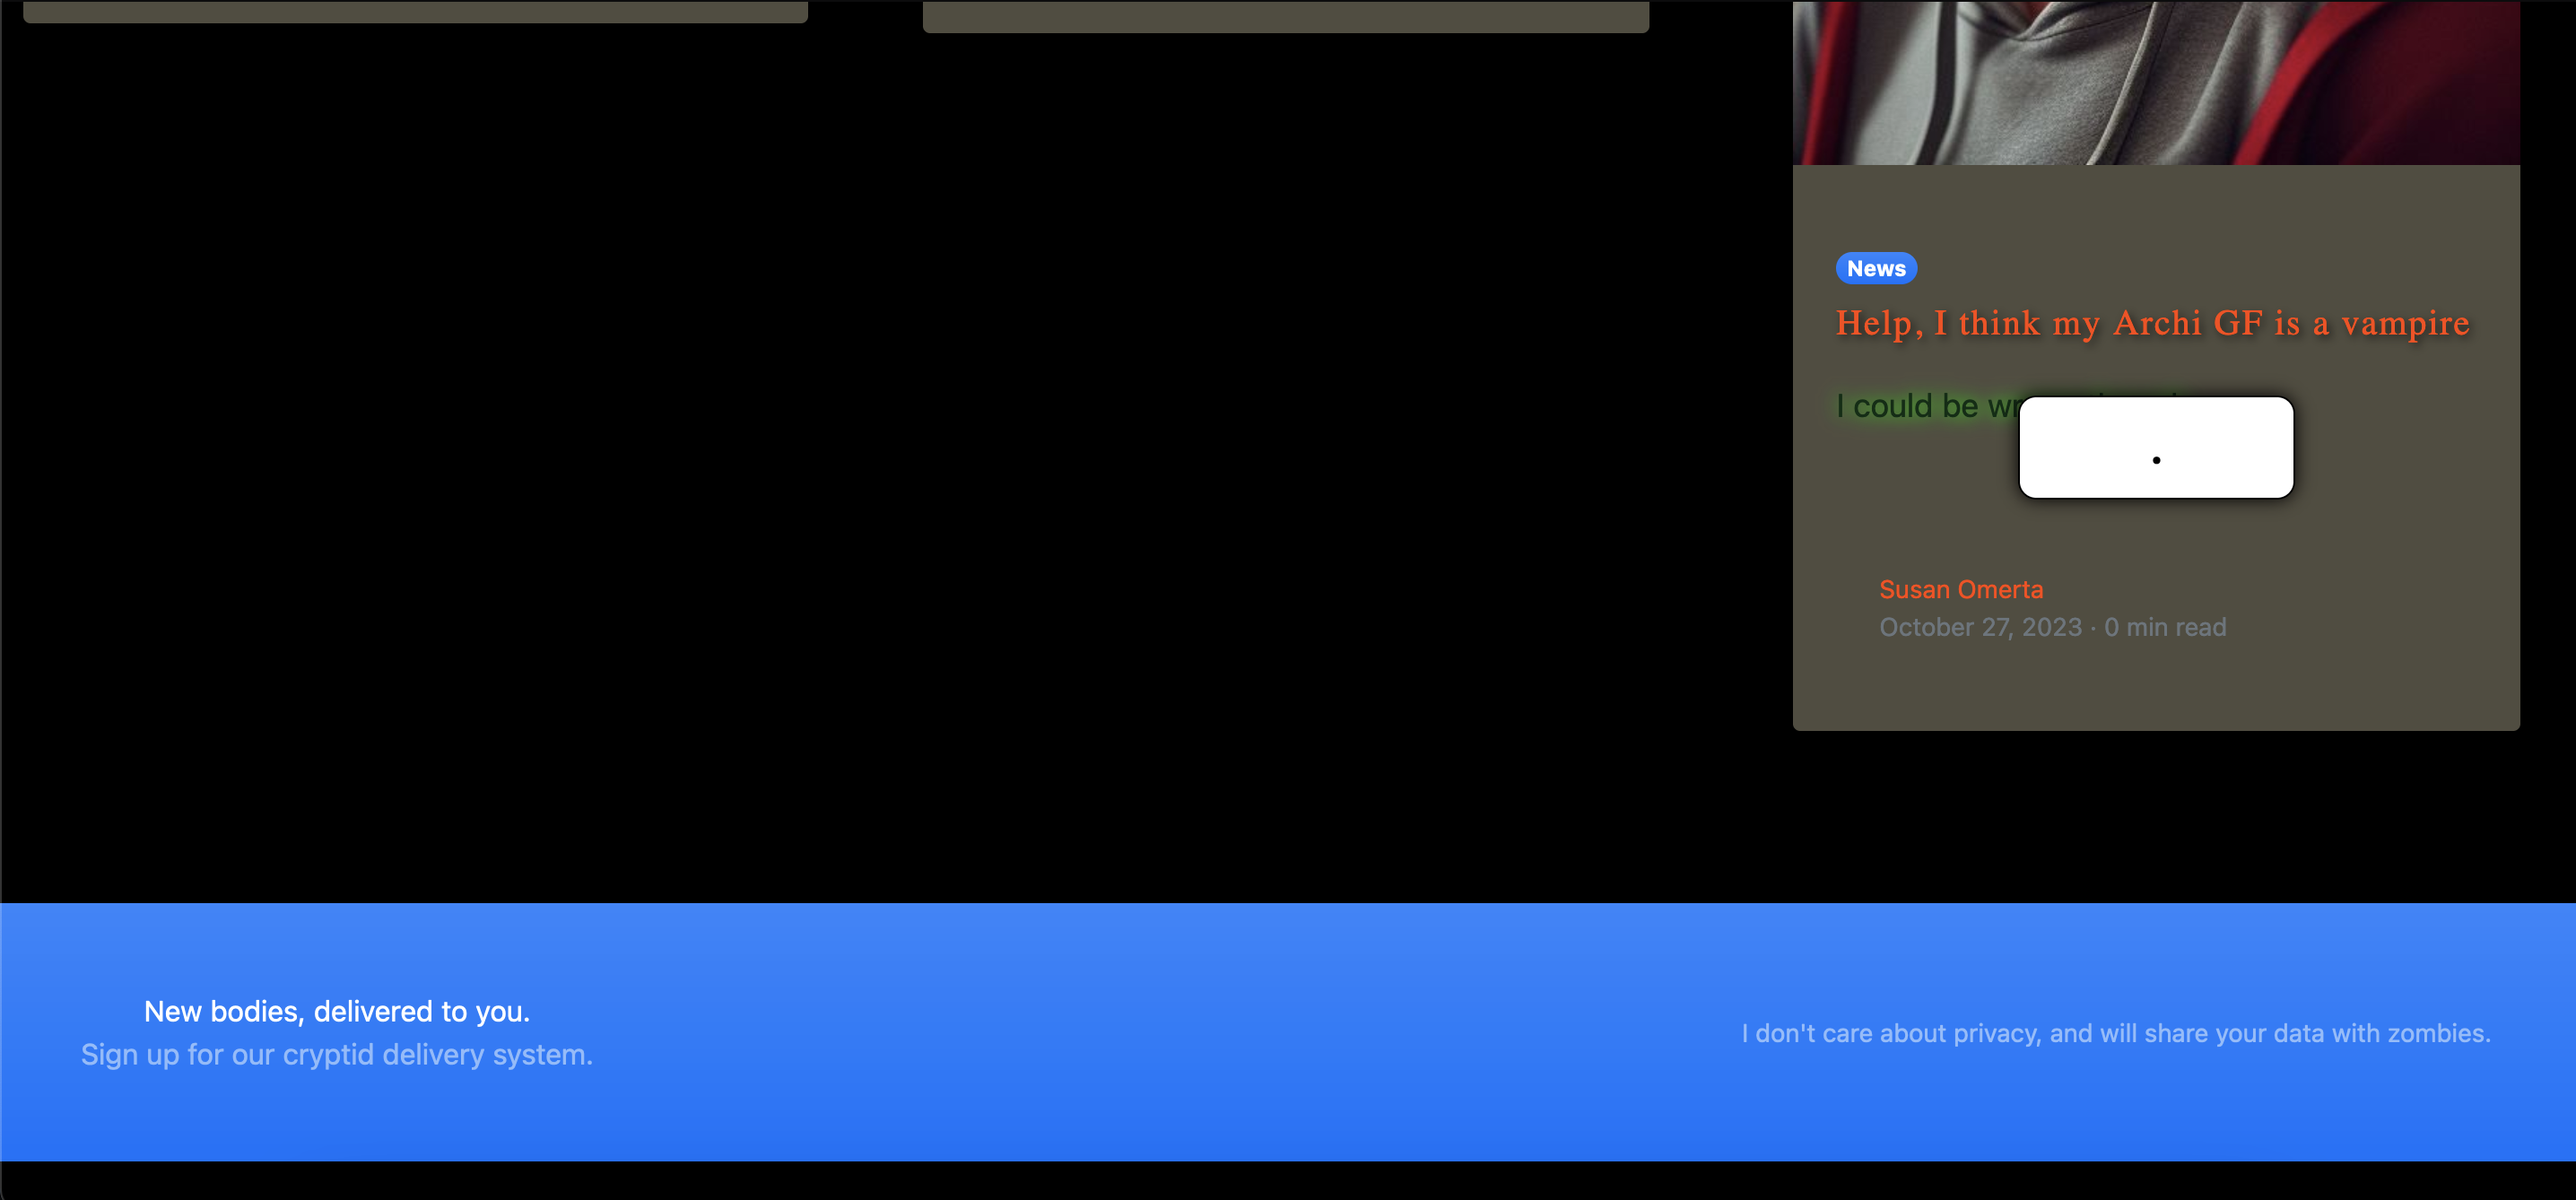 News
Help, I think my Archi GF is a vampire
I could be
.
Susan Omerta
October 27, 2023 · 0 min read
New bodies, delivered to you.
Sign up for our cryptid delivery system.
I don't care about privacy, and will share your data with zombies.